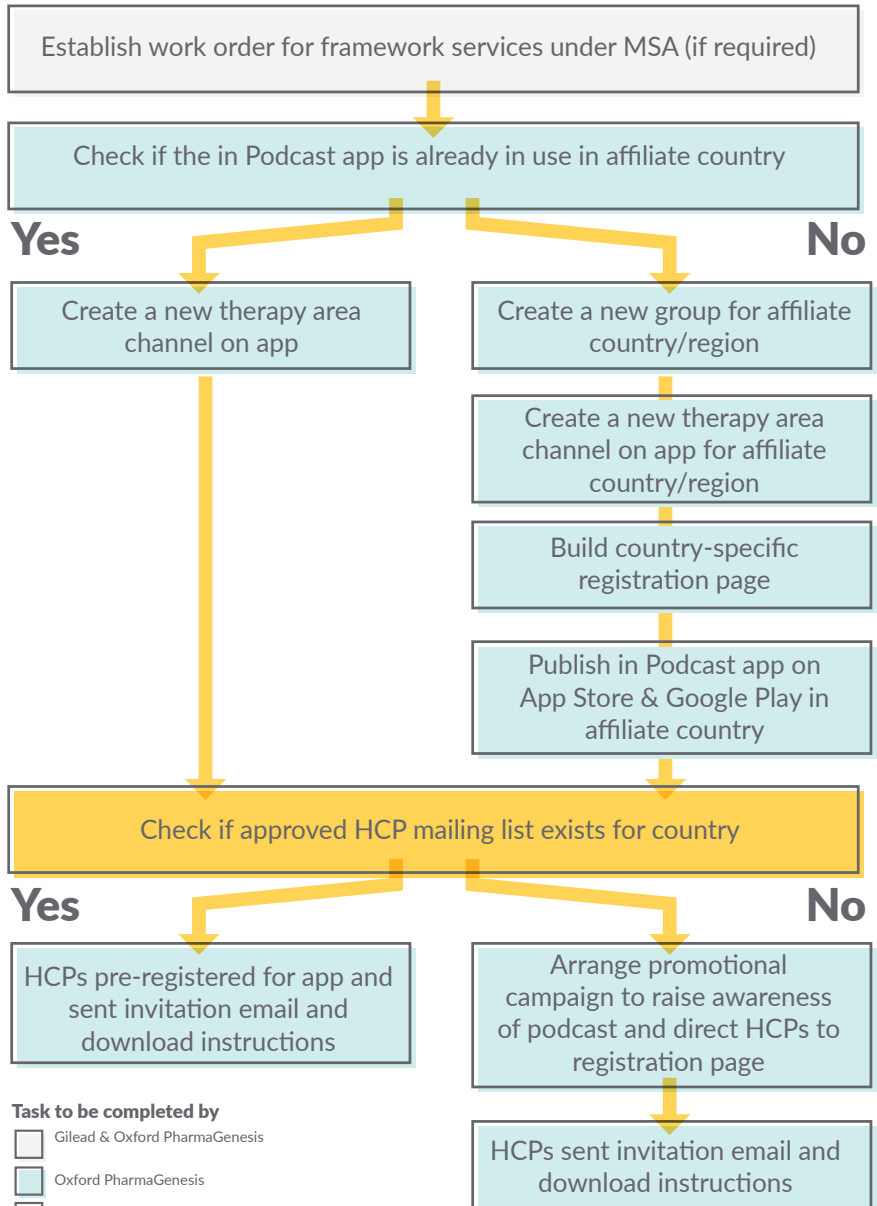 Establish work order for framework services under MSA (if required)
Check if the in Podcast app is already in use in affiliate country
Yes
No
Create a new therapy area
channel on app
Create a new group for affiliate
country/region
Create a new therapy area
channel on app for affiliate
country/region
Build country-specific
registration page
Publish in Podcast app on
App Store & Google Play in
affiliate country
Check if approved HCP mailing list exists for country
Yes
No
HCPs pre-registered for app and
sent invitation email and
download instructions
Arrange promotional
campaign to raise awareness
of podcast and direct HCPs to
registration page
HCPs sent invitation email and
download instructions
Task to be completed by
Gilead & Oxford PharmaGenesis
Oxford PharmaGenesis